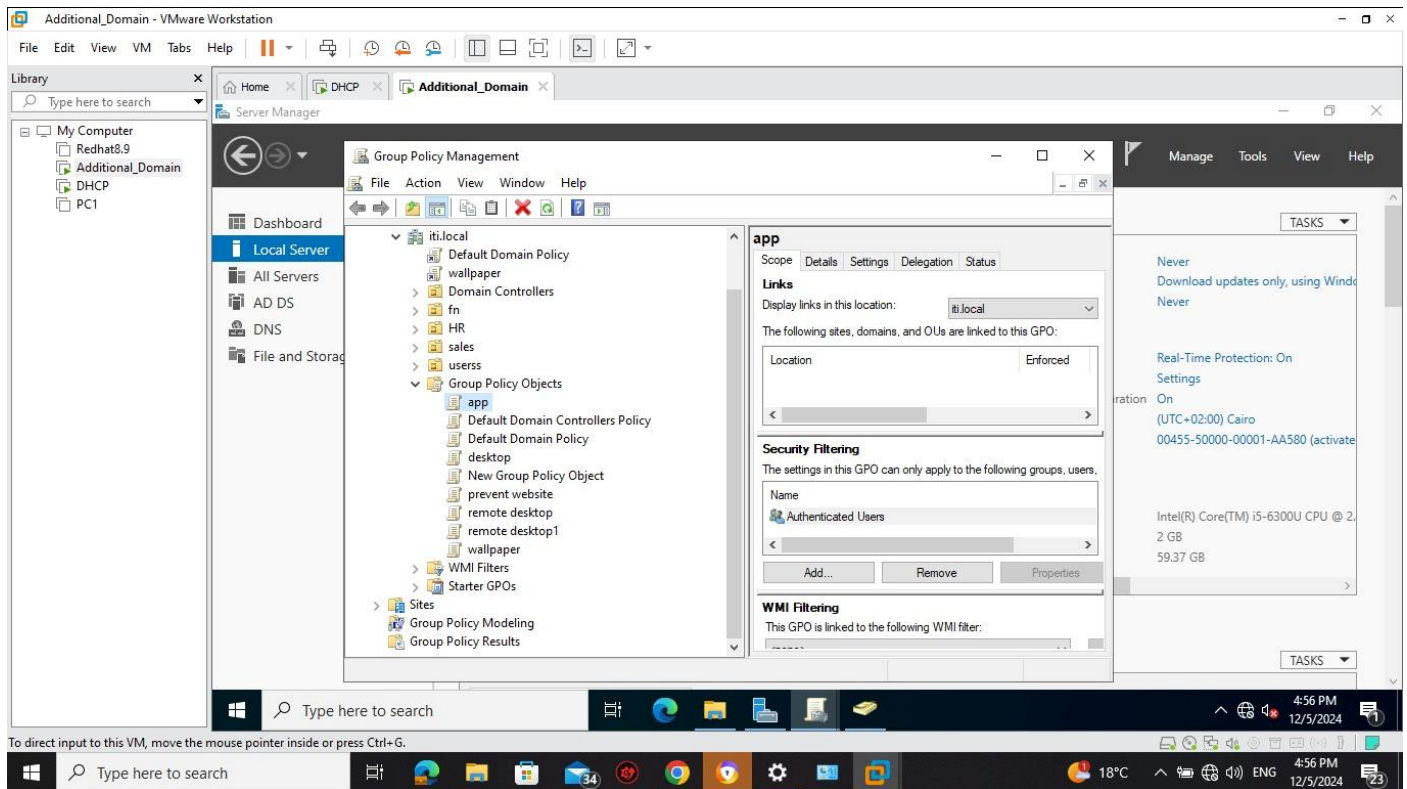 Additional_Domain - VMware Workstation
File Edit View VM Tabs Help
Library
Type here to search
My Computer
Redhat8.9
Additional_Domain
DHCP
PC1
Home DHCP Additional_Domain
Server Manager
Manage Tools View Help
Dashboard
Local Server
All Servers
AD DS
DNS
File and Storag
Group Policy Management
File Action View Window Help
iti.local
Default Domain Policy
wallpaper
Domain Controllers
fn
HR
sales
userss
Group Policy Objects
app
Default Domain Controllers Policy
Default Domain Policy
desktop
New Group Policy Object
prevent website
remote desktop
remote desktop1
wallpaper
WMI Filters
Starter GPOs
Sites
Group Policy Modeling
Group Policy Results
app
Scope Details Settings Delegation Status
Links
Display links in this location: iti.local
The following sites, domains, and OUs are linked to this GPO:
Location Enforced
Security Filtering
The settings in this GPO can only apply to the following groups, users,
Name
Authenticated Users
Add... Remove Properties
WMI Filtering
This GPO is linked to the following WMI filter:
TASKS
Never
Download updates only, using Windo
Never
Real-Time Protection: On
Settings
uration On
(UTC+02:00) Cairo
00455-50000-00001-AA580 (activate
Intel(R) Core(TM) i5-6300U CPU @ 2.
2 GB
59.37 GB
TASKS
Type here to search
4:56 PM
12/5/2024
1
To direct input to this VM, move the mouse pointer inside or press Ctrl+G.
Type here to search
34
1
18°C
ENG
4:56 PM
12/5/2024
23